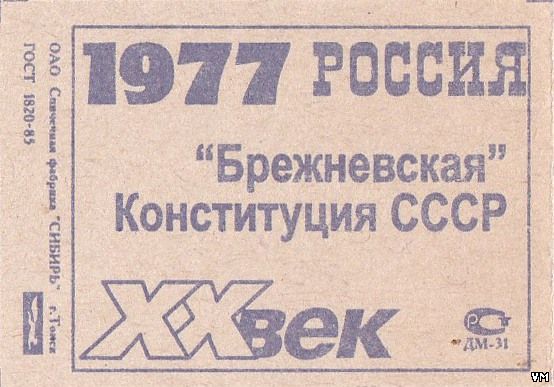 1977 РОССИЯ
“Брежневская”
Конституция СССР
XX век
ДМ-31
ОАО Спичечная фабрика "СИБИРЬ" г.Томск
ГОСТ 1820-85
VM